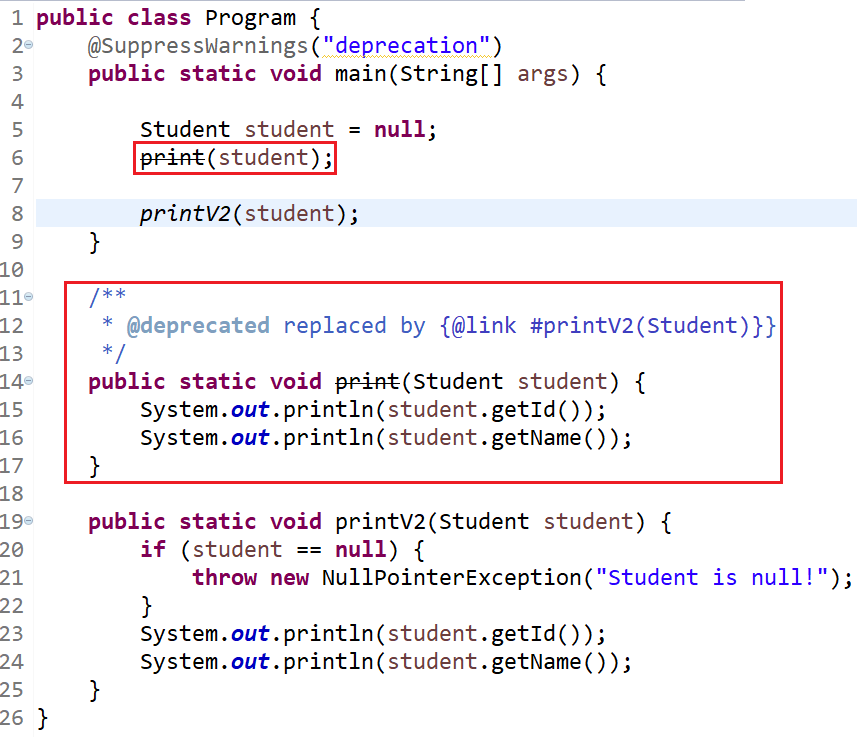 1 public class Program {
2 @SuppressWarnings("deprecation")
3 public static void main(String[] args) {
4
5 Student student = null;
6 print(student);
7
8 printV2(student);
9 }
10
11 /**
12 * @deprecated replaced by {@link #printV2(Student)}}
13 */
14 public static void print(Student student) {
15 System.out.println(student.getId());
16 System.out.println(student.getName());
17 }
18
19 public static void printV2(Student student) {
20 if (student == null) {
21 throw new NullPointerException("Student is null!");
22 }
23 System.out.println(student.getId());
24 System.out.println(student.getName());
25 }
26 }